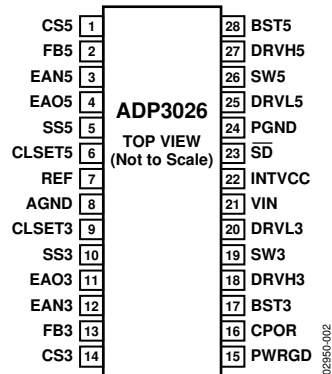 CS5 1
FB5 2
EAN5 3
EAO5 4
SS5 5
CLSET5 6
REF 7
AGND 8
CLSET3 9
SS3 10
EAO3 11
EAN3 12
FB3 13
CS3 14
ADP3026
TOP VIEW
(Not to Scale)
28 BST5
27 DRVH5
26 SW5
25 DRVL5
24 PGND
23 SD
22 INTVCC
21 VIN
20 DRVL3
19 SW3
18 DRVH3
17 BST3
16 CPOR
15 PWRGD
02950-002